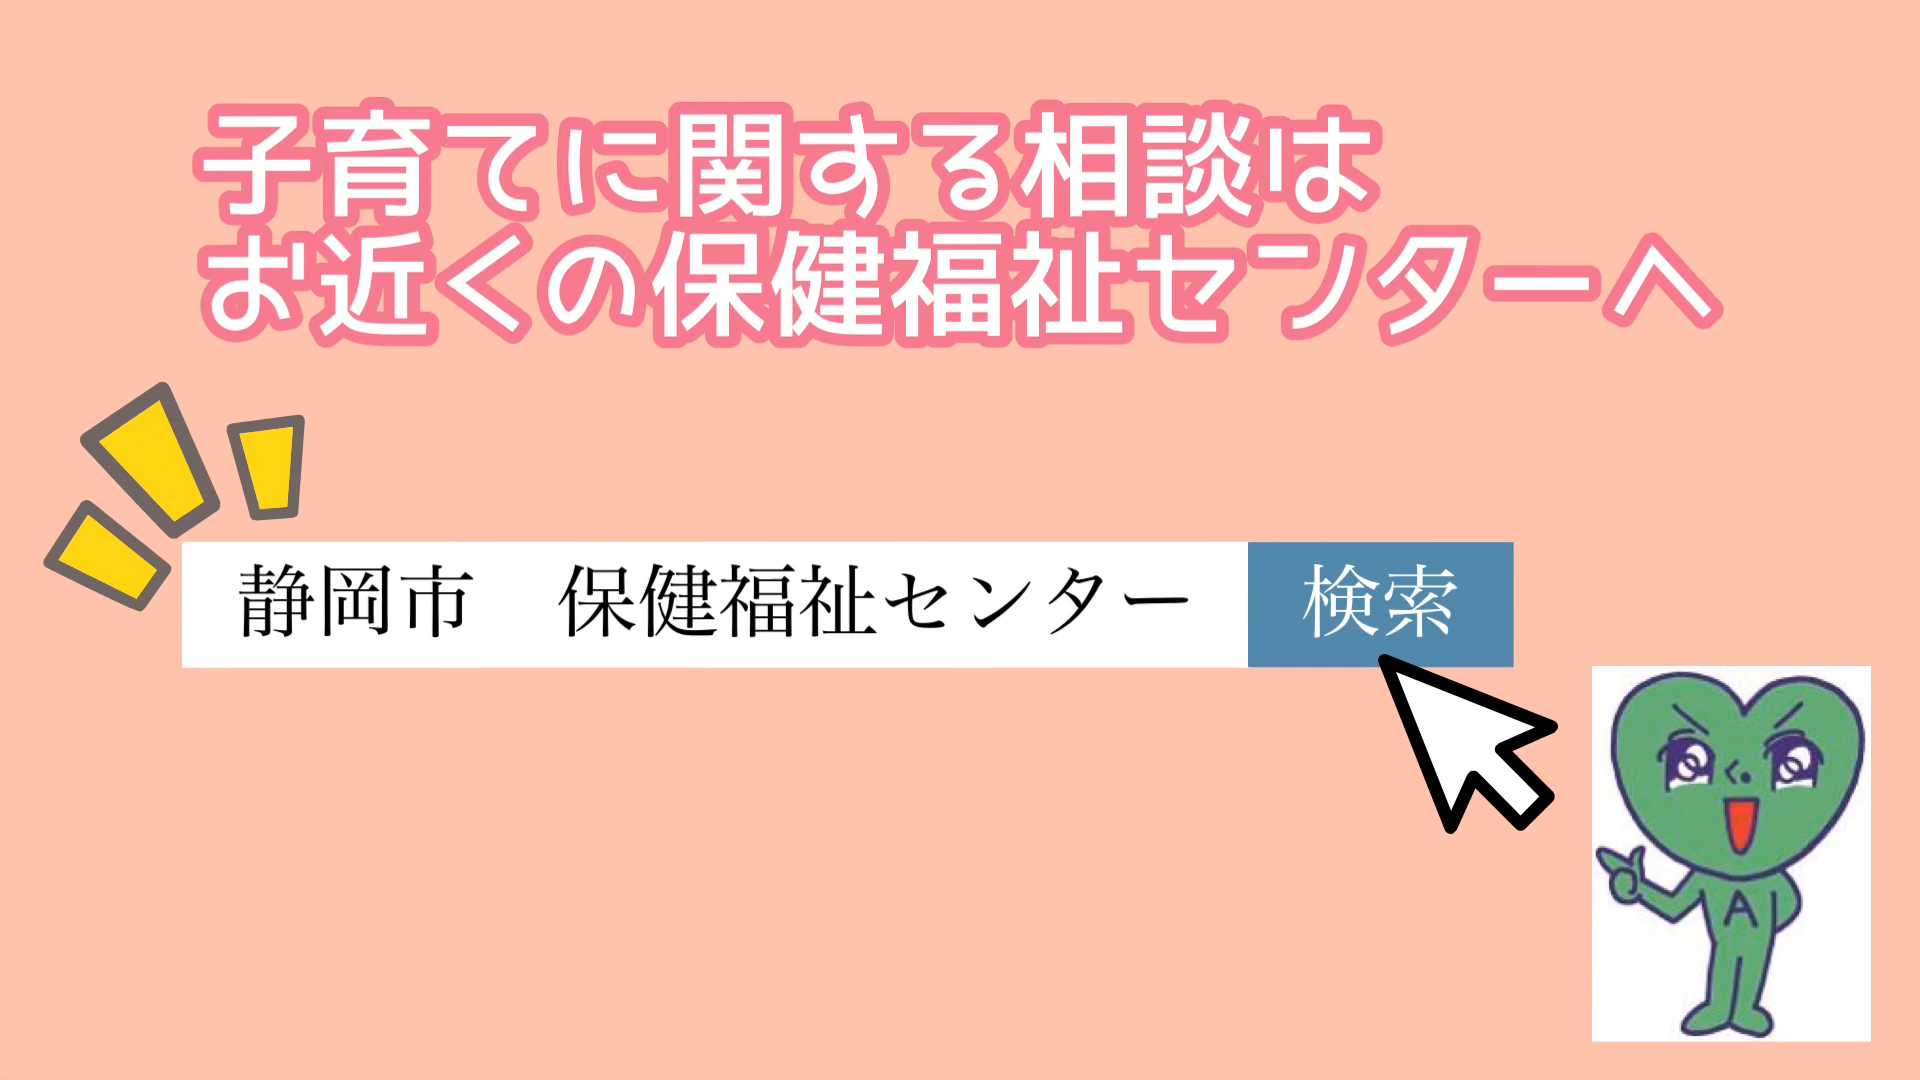 子育てに関する相談は
お近くの保健福祉センターへ
静岡市　保健福祉センター
検索
A